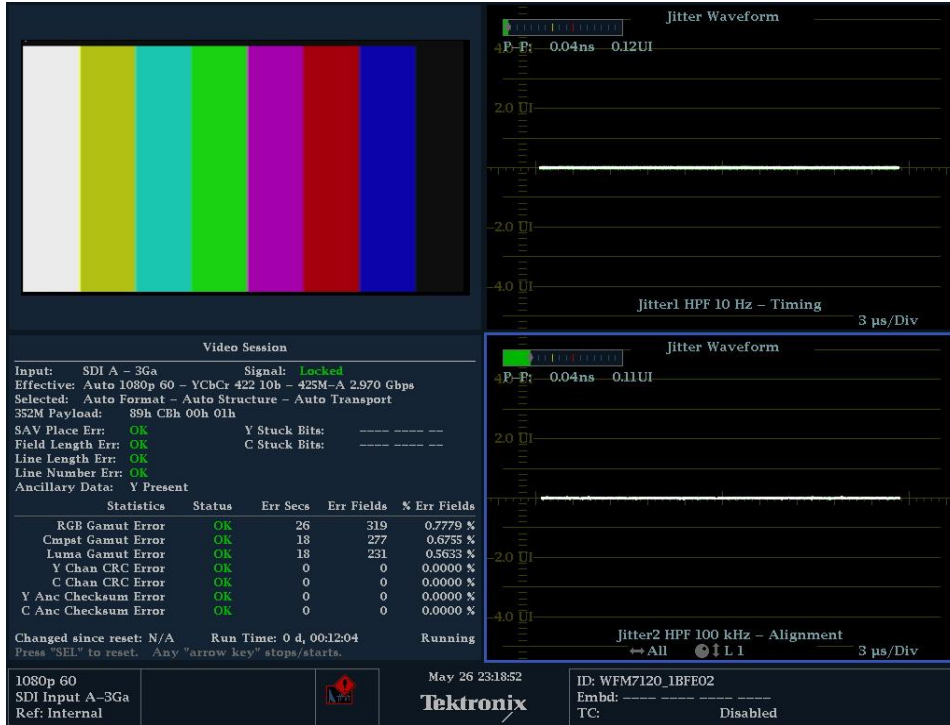 Jitter Waveform
P-P: 0.04ns 0.12UI
2.0 UI
-2.0 UI
-4.0 UI
Jitter1 HPF 10 Hz – Timing
3 µs/Div
Video Session
Input: SDI A – 3Ga Signal: Locked
Effective: Auto 1080p 60 – YCbCr 422 10b – 425M–A 2.970 Gbps
Selected: Auto Format – Auto Structure – Auto Transport
352M Payload: 89h CBh 00h 01h
SAV Place Err: OK Y Stuck Bits: ---- ---- --
Field Length Err: OK C Stuck Bits: ---- ---- --
Line Length Err: OK
Line Number Err: OK
Ancillary Data: Y Present
Statistics Status Err Secs Err Fields % Err Fields
RGB Gamut Error OK 26 319 0.7779 %
Cmpst Gamut Error OK 18 277 0.6755 %
Luma Gamut Error OK 18 231 0.5633 %
Y Chan CRC Error OK 0 0 0.0000 %
C Chan CRC Error OK 0 0 0.0000 %
Y Anc Checksum Error OK 0 0 0.0000 %
C Anc Checksum Error OK 0 0 0.0000 %
Changed since reset: N/A Run Time: 0 d, 00:12:04 Running
Press "SEL" to reset. Any "arrow key" stops/starts.
Jitter Waveform
P-P: 0.04ns 0.11UI
2.0 UI
-2.0 UI
-4.0 UI
Jitter2 HPF 100 kHz – Alignment
All L 1
3 µs/Div
1080p 60
SDI Input A–3Ga
Ref: Internal
May 26 23:18:52
Tektronix
ID: WFM7120_1BFE02
Embd: ---- ---- ---- ----
TC: Disabled